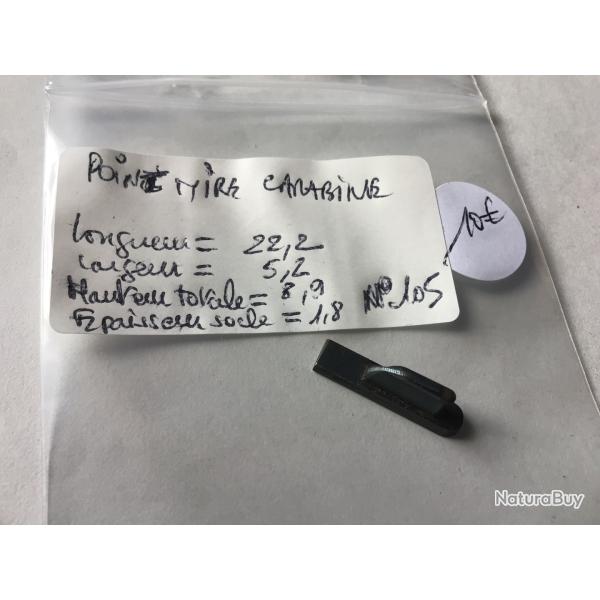 POINT MIRE CARABINE
Longueur = 22,2
Largeur = 5,2
Hauteur totale = 8,9
Epaisseur socle = 1,8
N° 105
10€
NaturaBuy